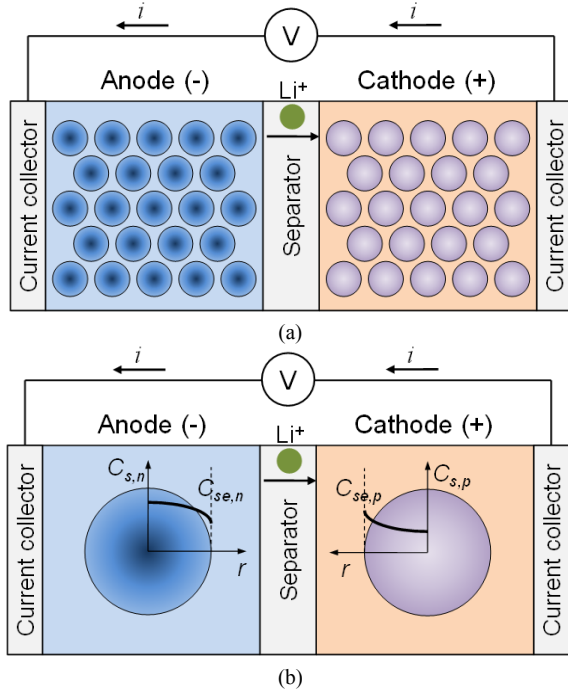 i
V
i
Anode (-)
Li+
Cathode (+)
Current collector
Separator
Current collector
(a)
i
V
i
Anode (-)
Li+
Cathode (+)
Current collector
Cs,n
Cse,n
r
Separator
Cse,p
Cs,p
r
Current collector
(b)